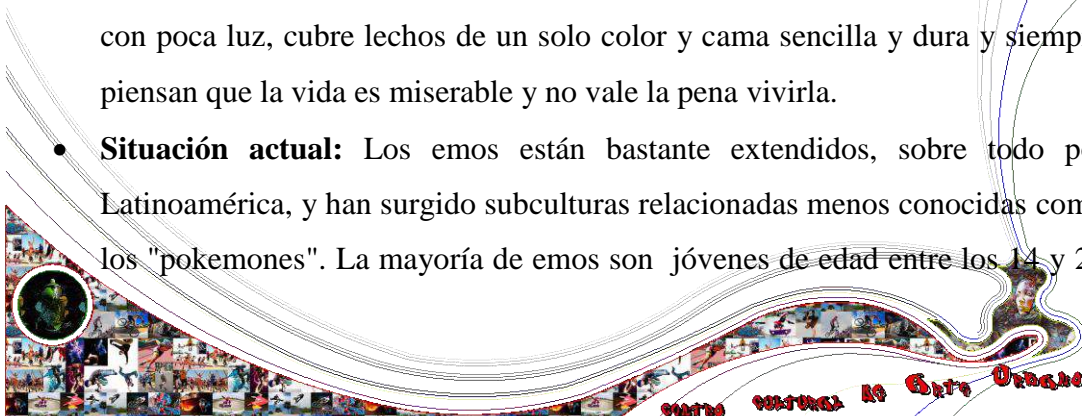 con poca luz, cubre lechos de un solo color y cama sencilla y dura y siemp
piensan que la vida es miserable y no vale la pena vivirla.
• Situación actual: Los emos están bastante extendidos, sobre todo p
Latinoamérica, y han surgido subculturas relacionadas menos conocidas com
los "pokemones". La mayoría de emos son jóvenes de edad entre los 14 y 2